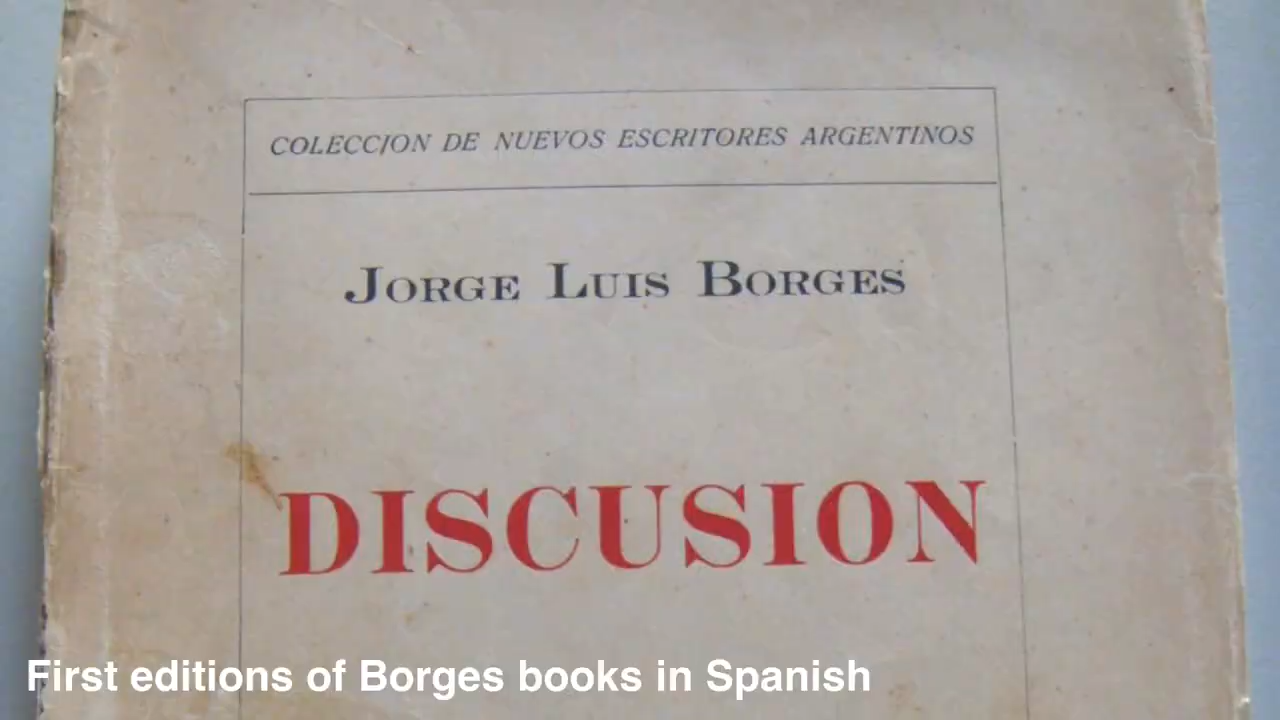 COLECCION DE NUEVOS ESCRITORES ARGENTINOS
JORGE LUIS BORGES
DISCUSION
First editions of Borges books in Spanish